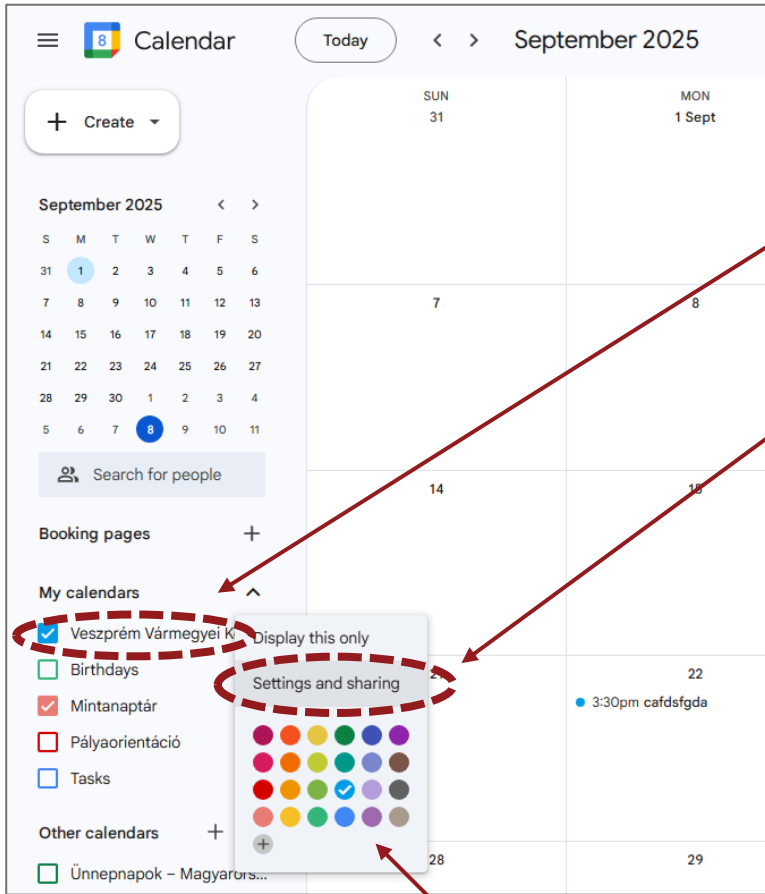 8 Calendar Today < > September 2025
+ Create
September 2025 < >
S M T W T F S
31 1 2 3 4 5 6
7 8 9 10 11 12 13
14 15 16 17 18 19 20
21 22 23 24 25 26 27
28 29 30 1 2 3 4
5 6 7 8 9 10 11
Search for people
Booking pages +
My calendars
Veszprém Vármegyei K
Birthdays
Mintanaptár
Pályaorientáció
Tasks
Other calendars +
Ünnepnapok – Magyarors...
Display this only
Settings and sharing
+
SUN MON
31 1 Sept
7 8
14 15
21 22
3:30pm cafdsfgda
28 29